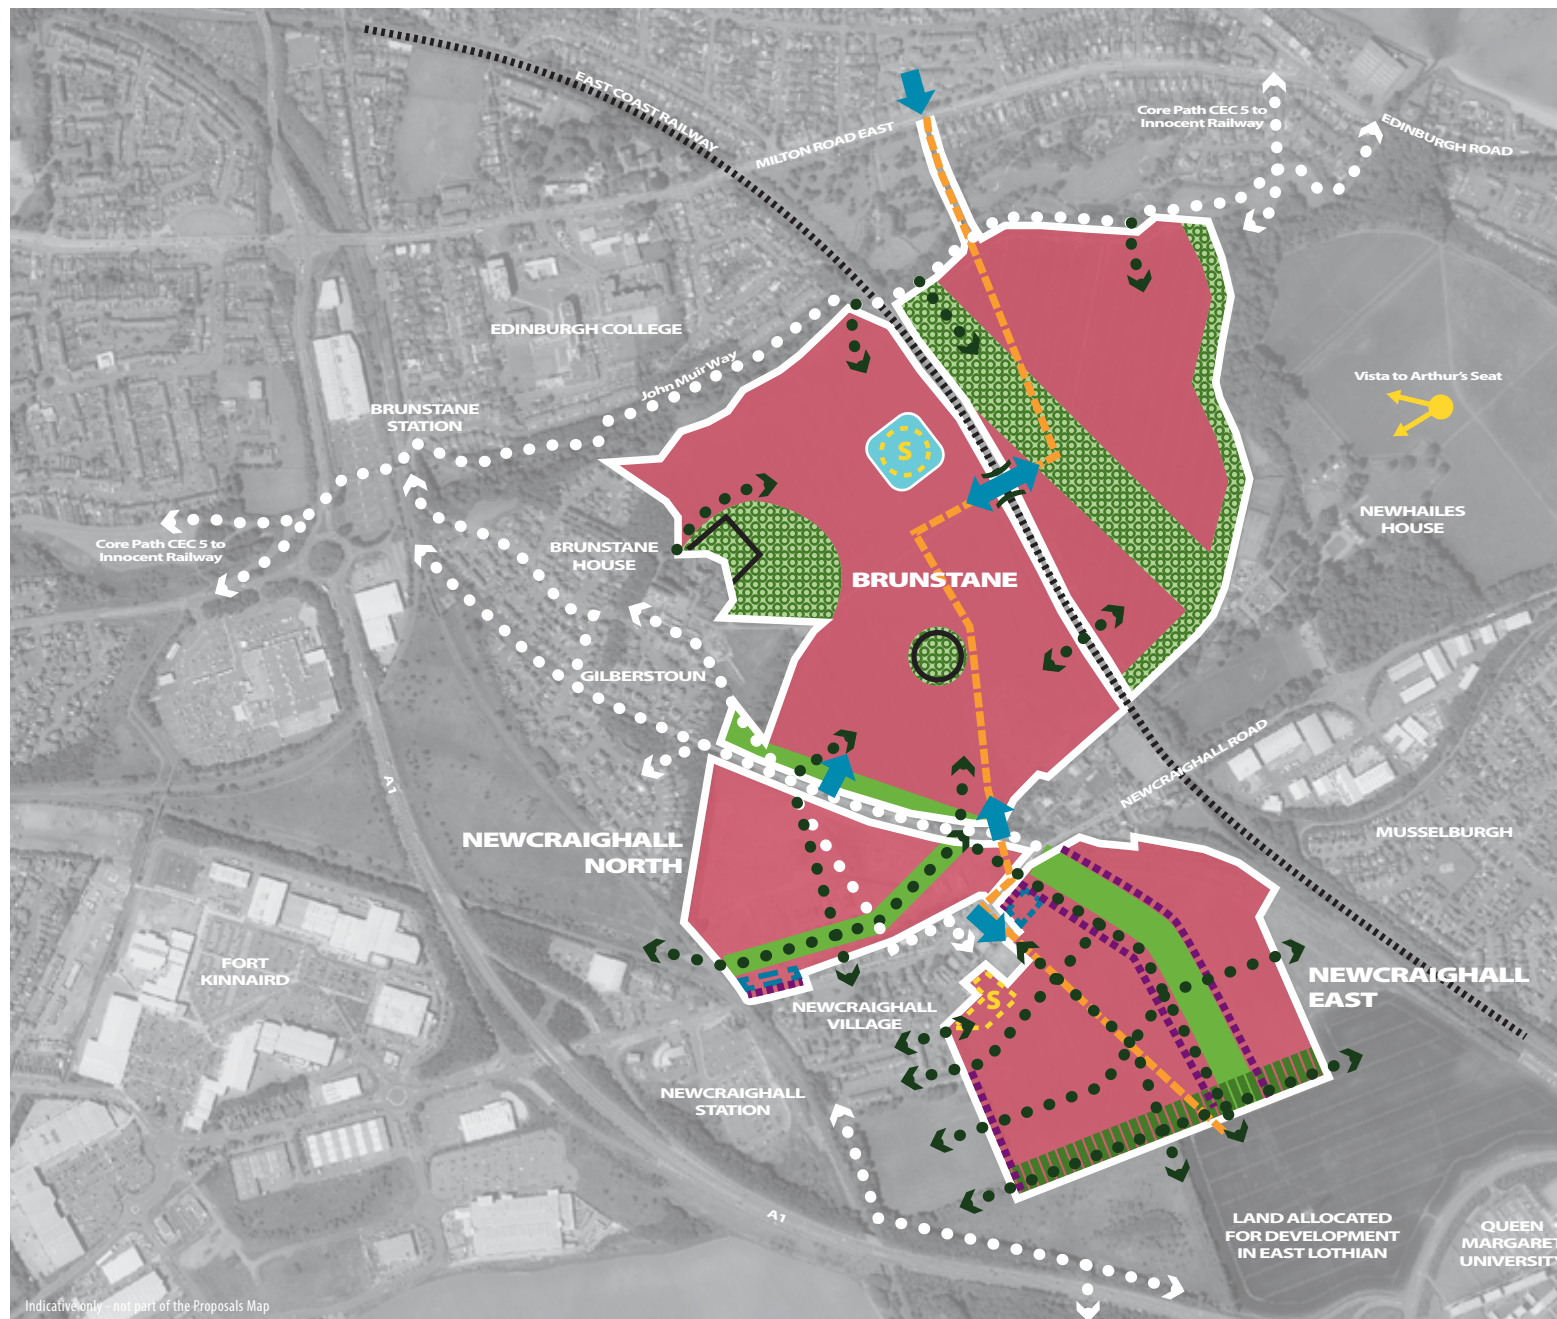 EAST COAST RAILWAY
MILTON ROAD EAST
Core Path CEC 5 to
Innocent Railway
EDINBURGH ROAD
EDINBURGH COLLEGE
John Muir Way
BRUNSTANE
STATION
Vista to Arthur's Seat
S
NEWHAILES
HOUSE
Core Path CEC 5 to
Innocent Railway
BRUNSTANE
HOUSE
BRUNSTANE
GILBERSTOUN
A1
NEWCRAIGHALL ROAD
NEWCRAIGHALL
NORTH
MUSSELBURGH
FORT
KINNAIRD
NEWCRAIGHALL
EAST
S
NEWCRAIGHALL
VILLAGE
NEWCRAIGHALL
STATION
A1
LAND ALLOCATED
FOR DEVELOPMENT
IN EAST LOTHIAN
QUEEN
MARGARET
UNIVERSITY
Indicative only - not part of the Proposals Map